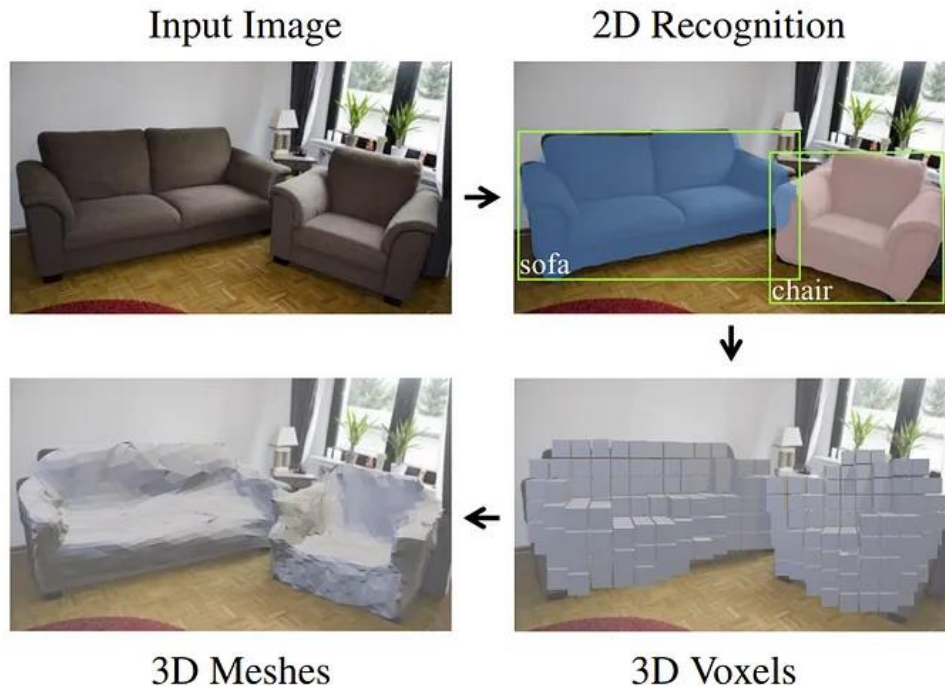 Input Image
2D Recognition
sofa
chair
3D Meshes
3D Voxels